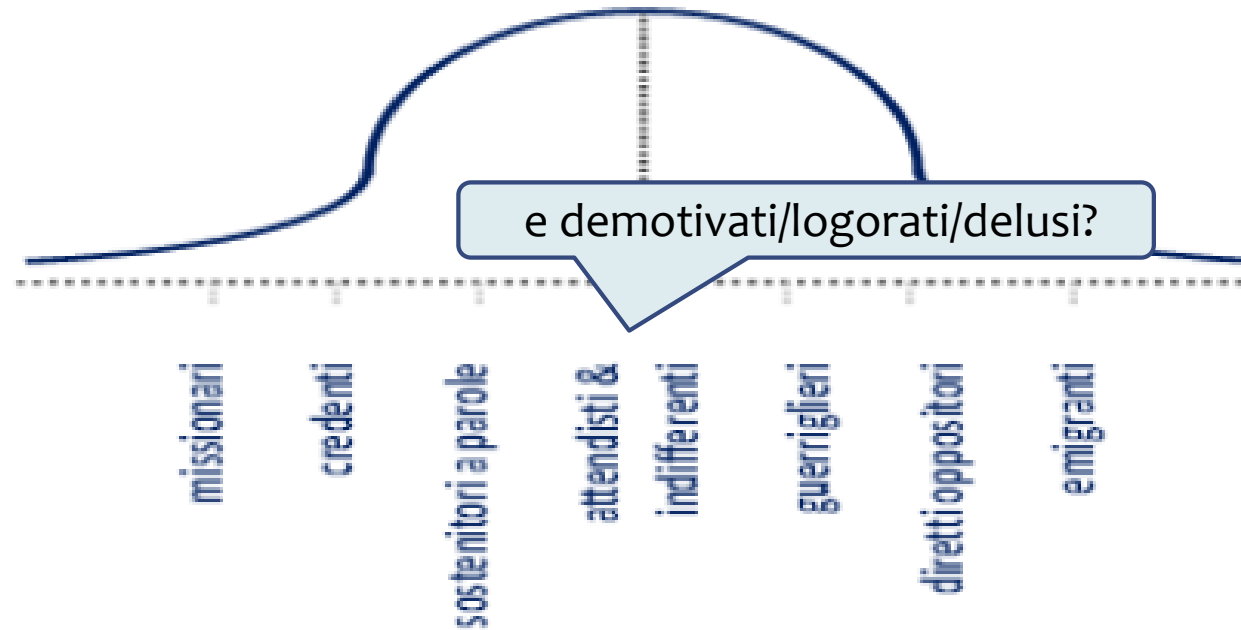 e demotivati/logorati/delusi?
missionari
credenti
sostenitori a parole
attendisti &
indifferenti
guerriglieri
diretti oppositori
emigranti